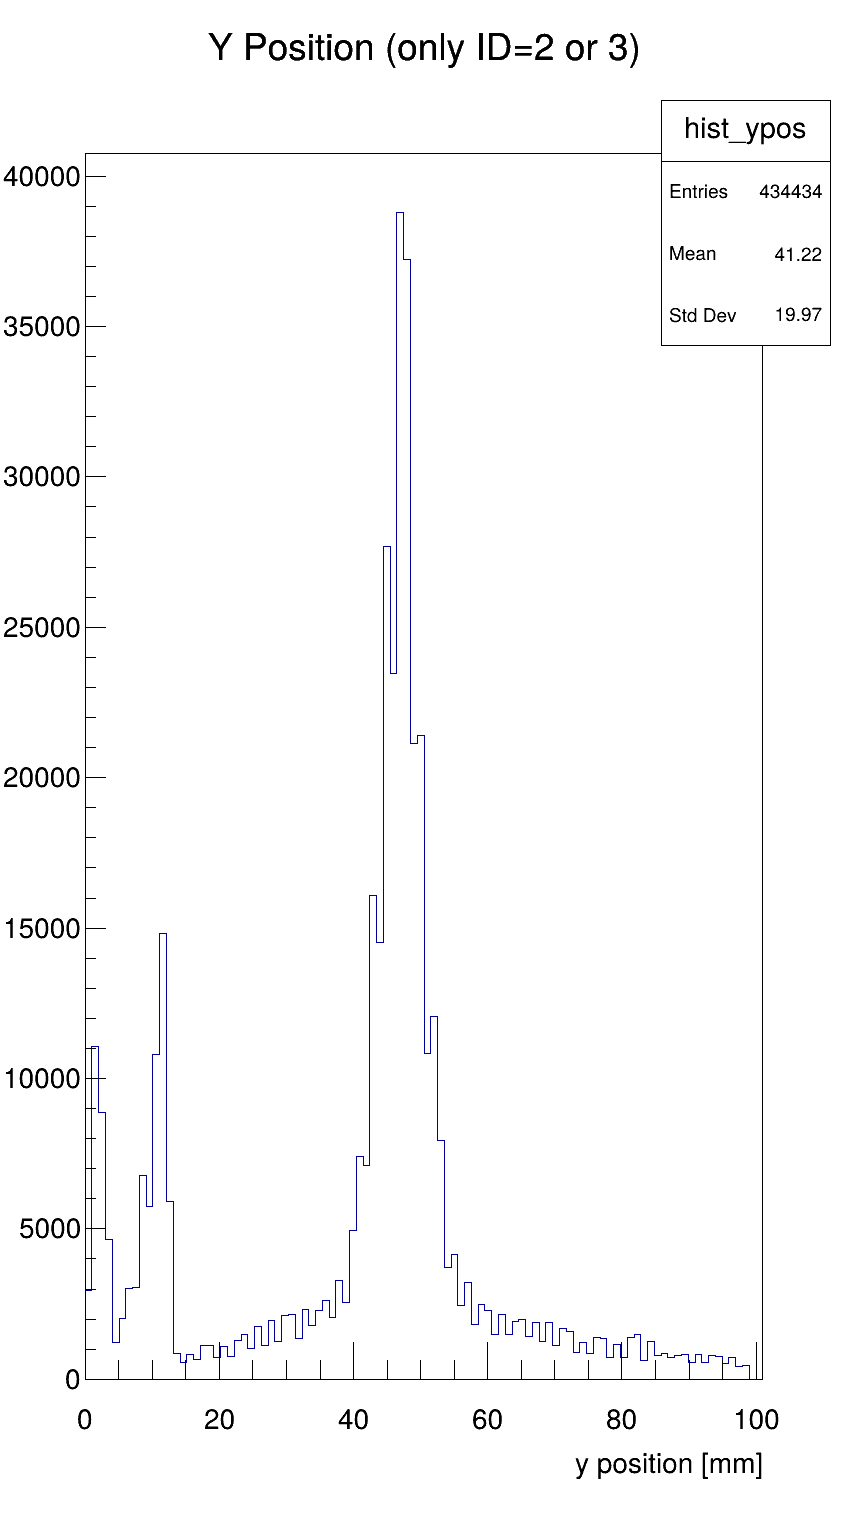 Y Position (only ID=2 or 3)
hist_ypos
Entries 434434
Mean 41.22
Std Dev 19.97
40000
35000
30000
25000
20000
15000
10000
5000
0
0 20 40 60 80 100
y position [mm]